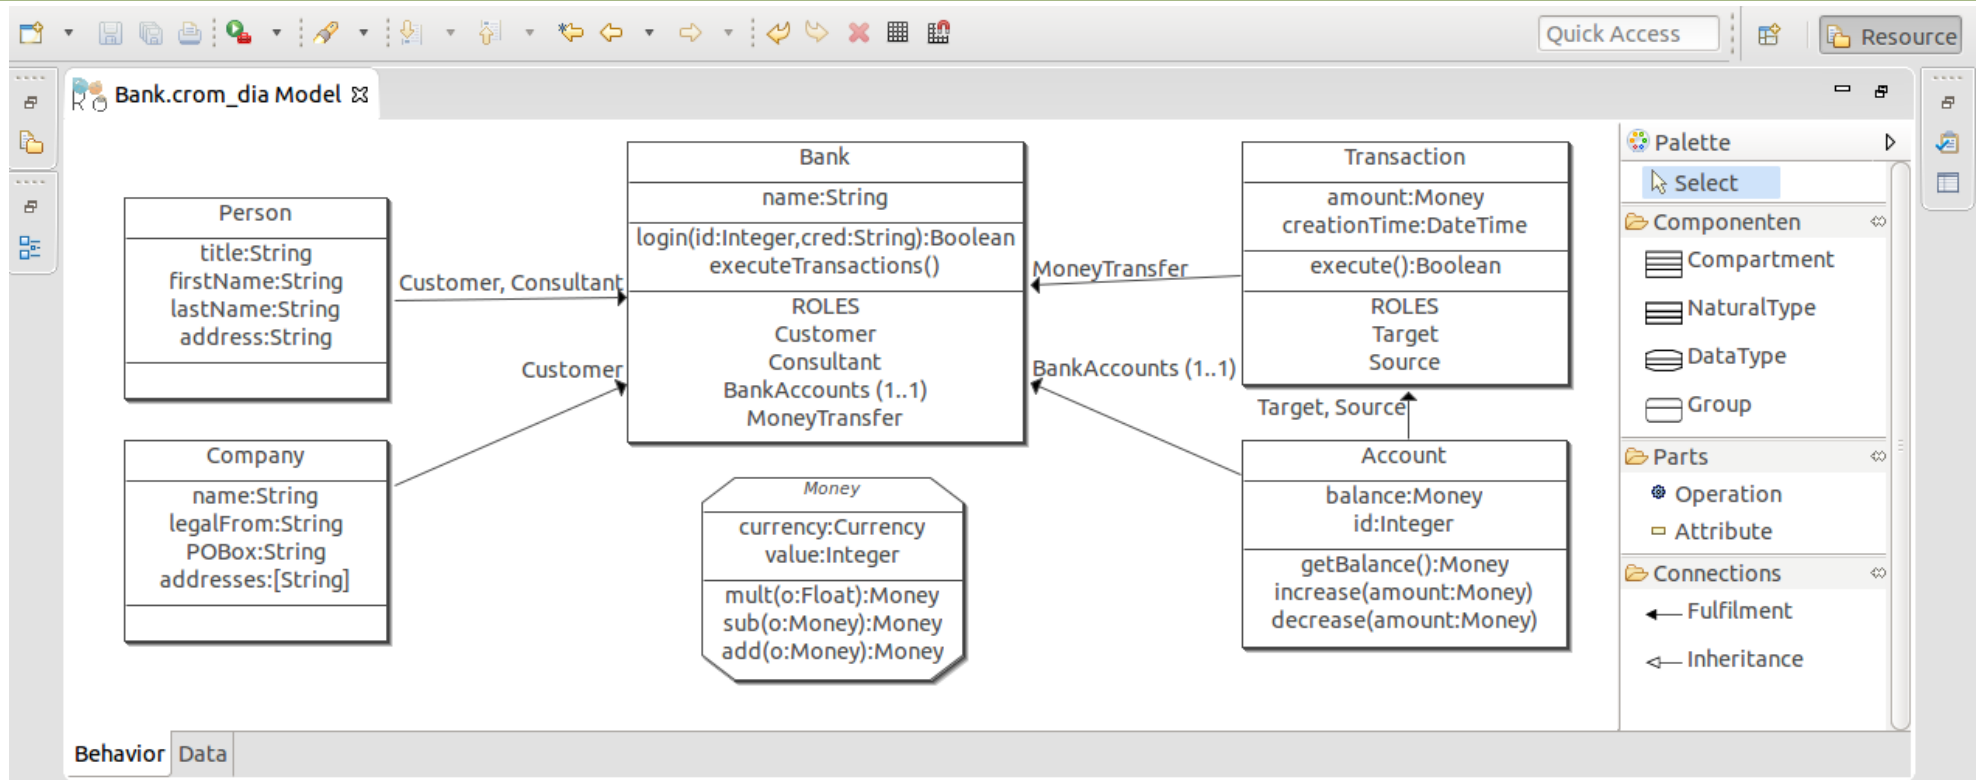 Quick Access
Resource
Bank.crom_dia Model
Person
title:String
firstName:String
lastName:String
address:String
Company
name:String
legalFrom:String
POBox:String
addresses:[String]
Customer, Consultant
Customer
Bank
name:String
login(id:Integer,cred:String):Boolean
executeTransactions()
ROLES
Customer
Consultant
BankAccounts (1..1)
MoneyTransfer
Money
currency:Currency
value:Integer
mult(o:Float):Money
sub(o:Money):Money
add(o:Money):Money
MoneyTransfer
BankAccounts (1..1)
Transaction
amount:Money
creationTime:DateTime
execute():Boolean
ROLES
Target
Source
Target, Source
Account
balance:Money
id:Integer
getBalance():Money
increase(amount:Money)
decrease(amount:Money)
Palette
Select
Componenten
Compartment
NaturalType
DataType
Group
Parts
Operation
Attribute
Connections
Fulfilment
Inheritance
Behavior
Data